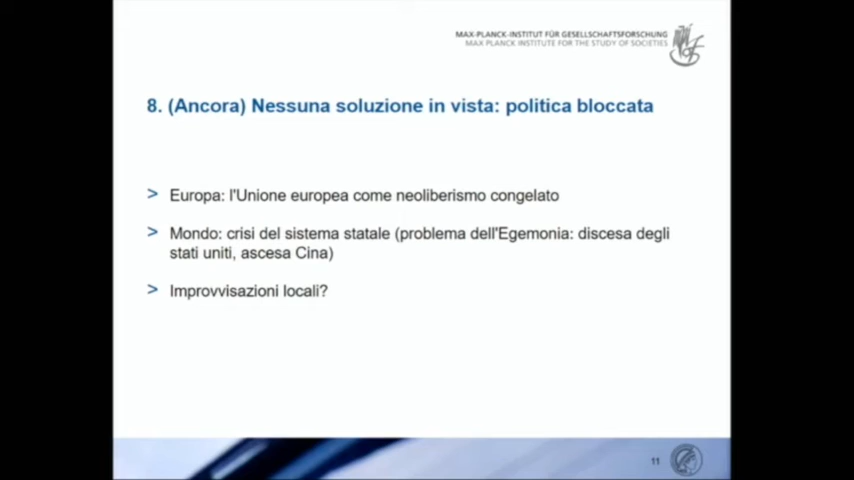 MAX-PLANCK-INSTITUT FÜR GESELLSCHAFTSFORSCHUNG
MAX PLANCK INSTITUTE FOR THE STUDY OF SOCIETIES
8. (Ancora) Nessuna soluzione in vista: politica bloccata
> Europa: l'Unione europea come neoliberismo congelato
> Mondo: crisi del sistema statale (problema dell'Egemonia: discesa degli
stati uniti, ascesa Cina)
> Improvvisazioni locali?
11